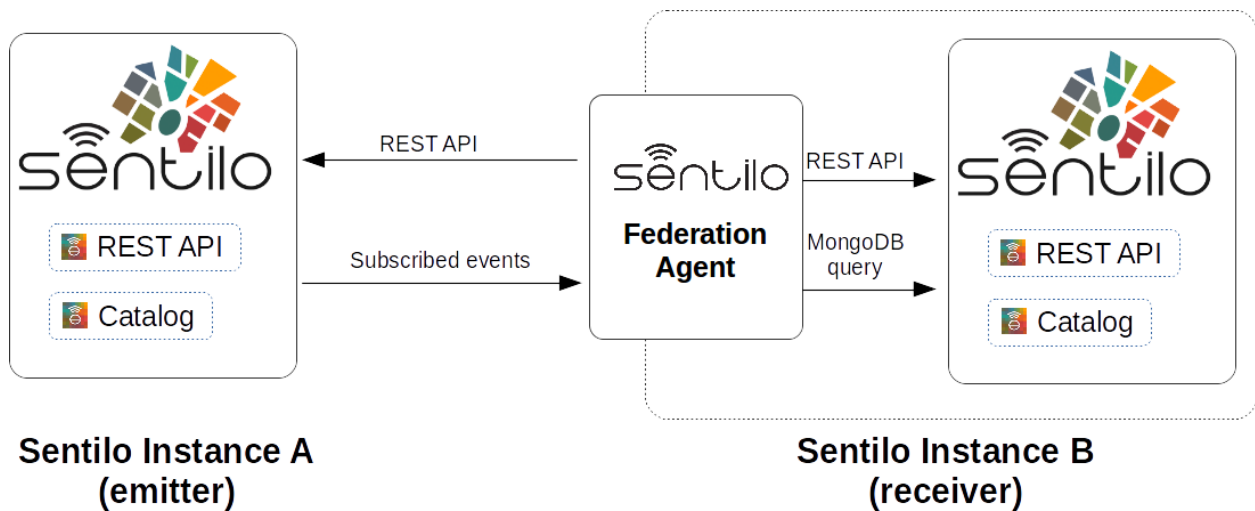 sentilo
REST API
Catalog
REST API
Subscribed events
sentilo
Federation
Agent
REST API
MongoDB
query
sentilo
REST API
Catalog
Sentilo Instance A
(emitter)
Sentilo Instance B
(receiver)